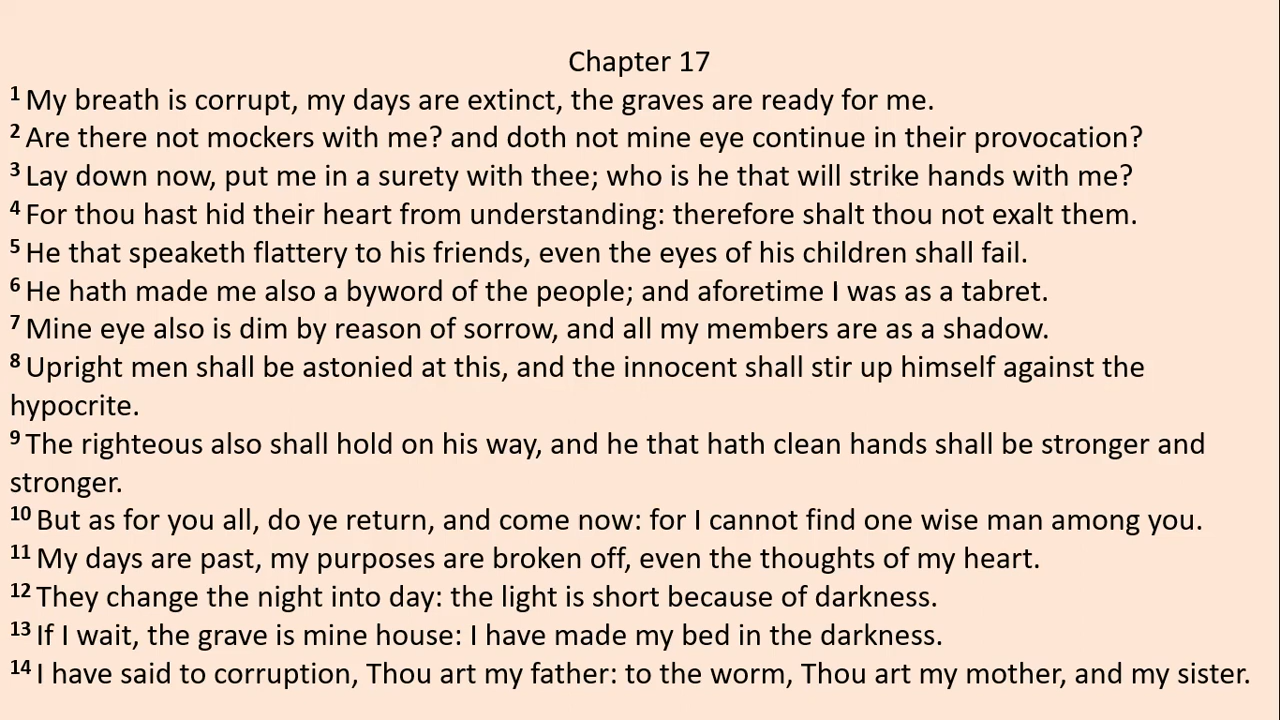 Chapter 17
1 My breath is corrupt, my days are extinct, the graves are ready for me.
2 Are there not mockers with me? and doth not mine eye continue in their provocation?
3 Lay down now, put me in a surety with thee; who is he that will strike hands with me?
4 For thou hast hid their heart from understanding: therefore shalt thou not exalt them.
5 He that speaketh flattery to his friends, even the eyes of his children shall fail.
6 He hath made me also a byword of the people; and aforetime I was as a tabret.
7 Mine eye also is dim by reason of sorrow, and all my members are as a shadow.
8 Upright men shall be astonied at this, and the innocent shall stir up himself against the
hypocrite.
9 The righteous also shall hold on his way, and he that hath clean hands shall be stronger and
stronger.
10 But as for you all, do ye return, and come now: for I cannot find one wise man among you.
11 My days are past, my purposes are broken off, even the thoughts of my heart.
12 They change the night into day: the light is short because of darkness.
13 If I wait, the grave is mine house: I have made my bed in the darkness.
14 I have said to corruption, Thou art my father: to the worm, Thou art my mother, and my sister.